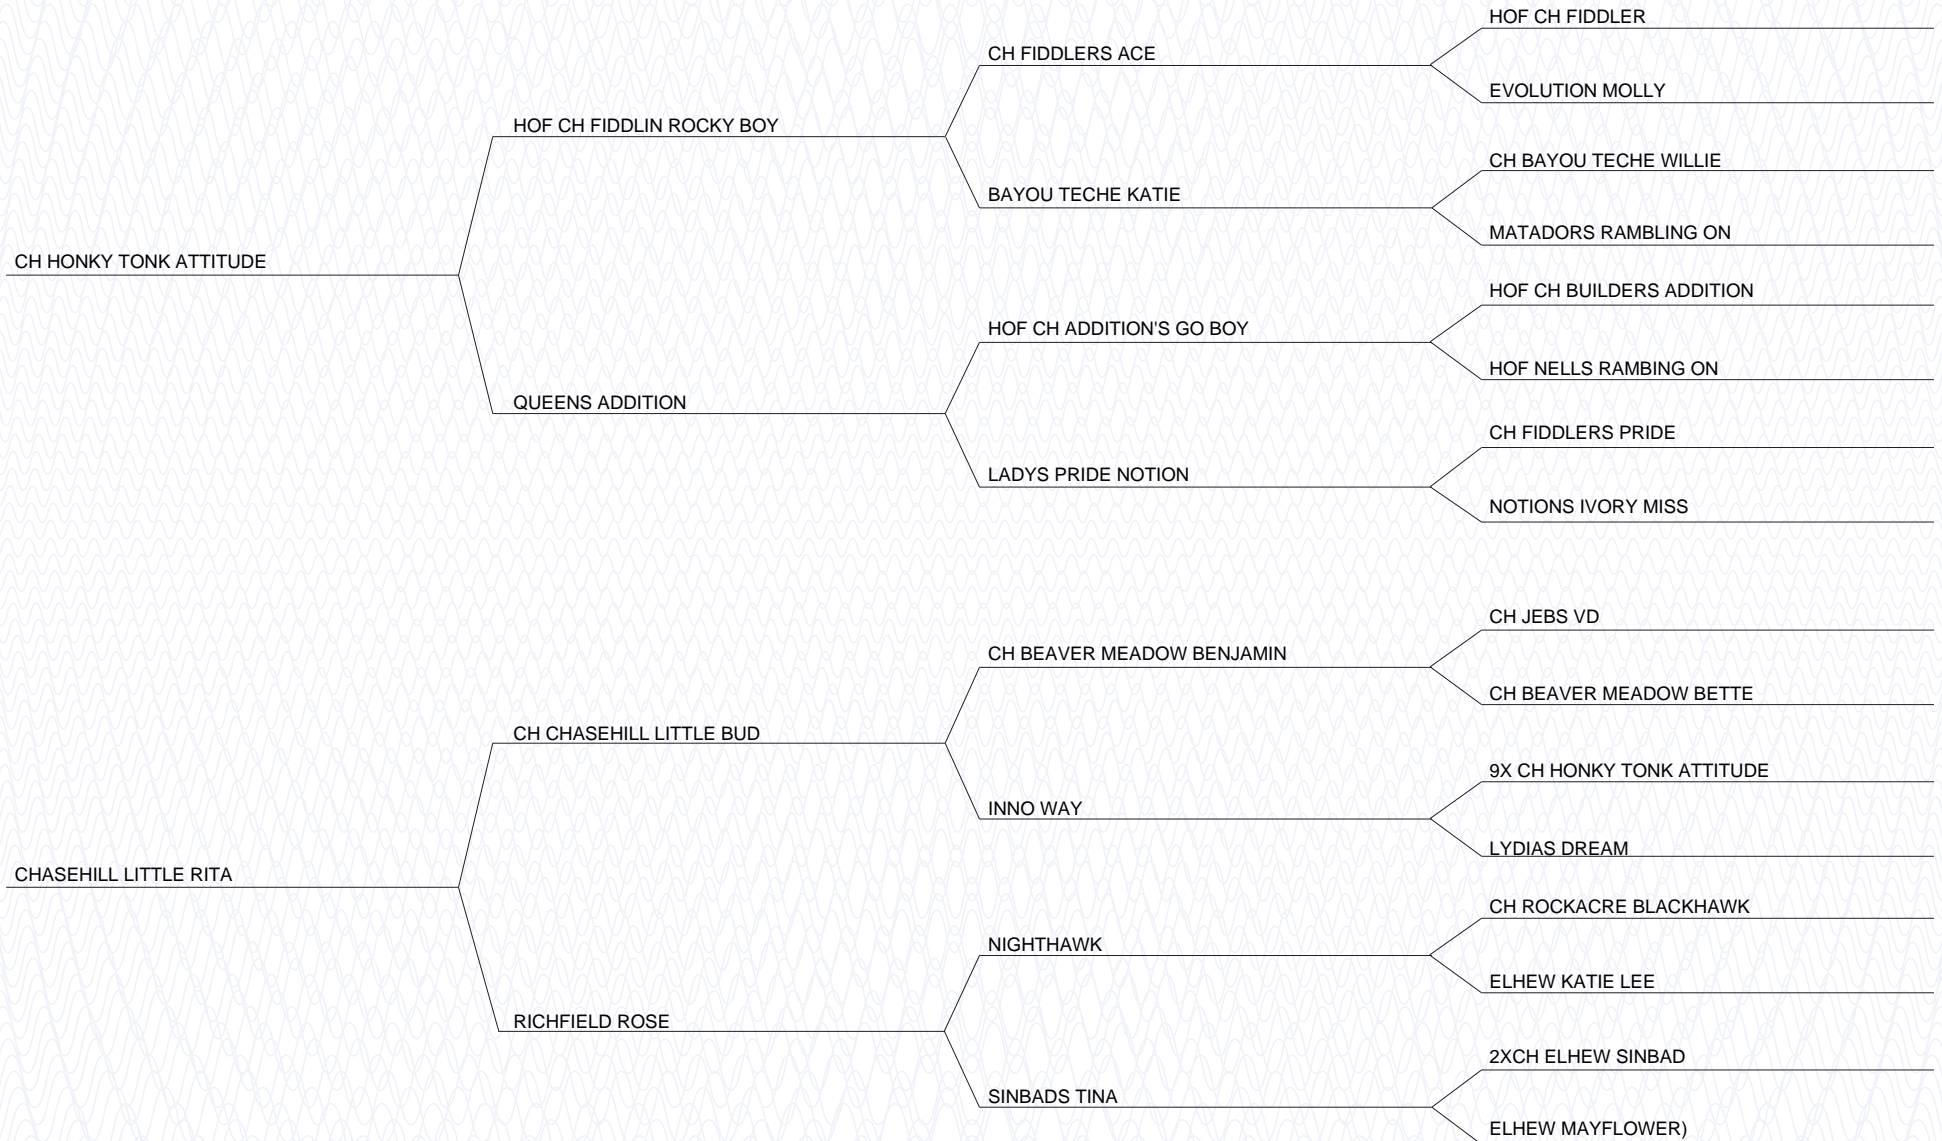 HOF CH FIDDLER
CH FIDDLERS ACE
EVOLUTION MOLLY
HOF CH FIDDLIN ROCKY BOY
CH BAYOU TECHE WILLIE
BAYOU TECHE KATIE
MATADORS RAMBLING ON
CH HONKY TONK ATTITUDE
HOF CH BUILDERS ADDITION
HOF CH ADDITION'S GO BOY
HOF NELLS RAMBING ON
QUEENS ADDITION
CH FIDDLERS PRIDE
LADYS PRIDE NOTION
NOTIONS IVORY MISS
CH JEBS VD
CH BEAVER MEADOW BENJAMIN
CH BEAVER MEADOW BETTE
CH CHASEHILL LITTLE BUD
9X CH HONKY TONK ATTITUDE
INNO WAY
LYDIAS DREAM
CHASEHILL LITTLE RITA
CH ROCKACRE BLACKHAWK
NIGHTHAWK
ELHEW KATIE LEE
RICHFIELD ROSE
2XCH ELHEW SINBAD
SINBADS TINA
ELHEW MAYFLOWER)